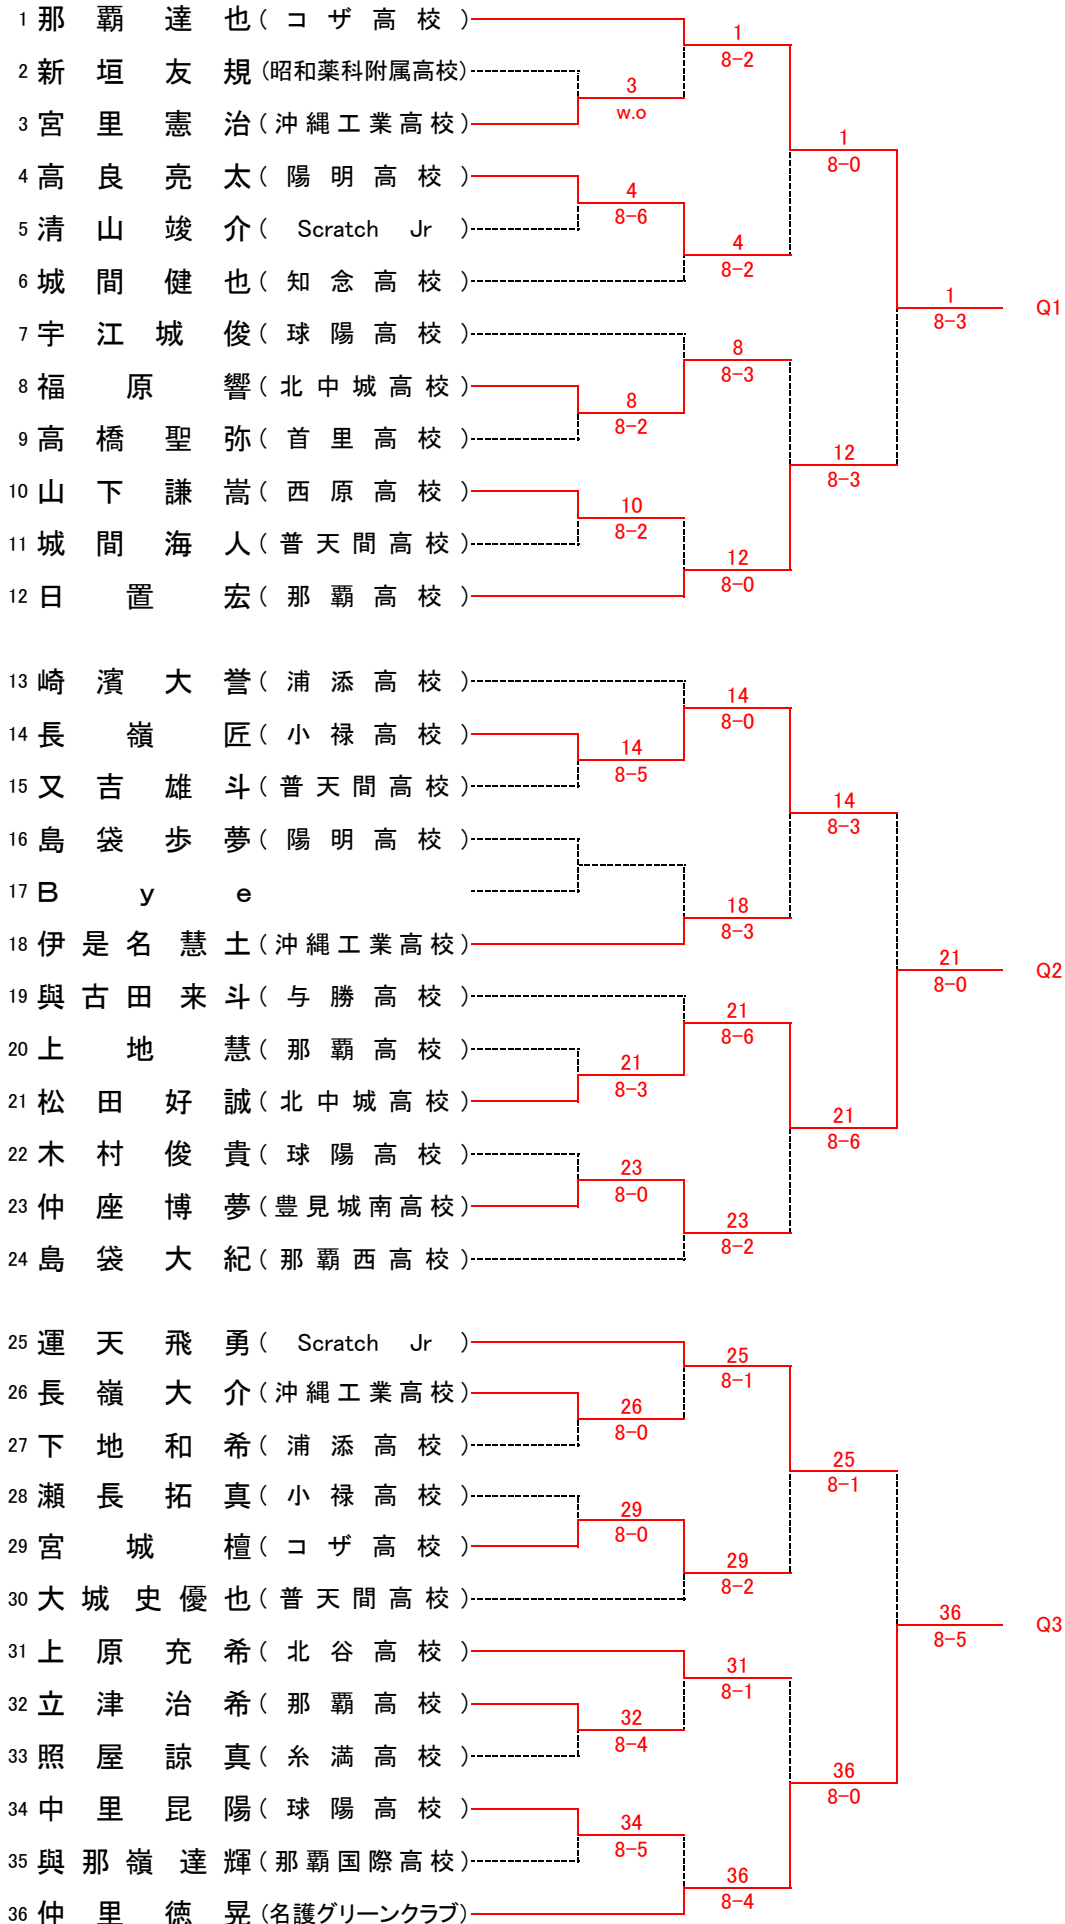 1 那覇達也(コザ高校)
1
8-2
2 新垣友規(昭和薬科附属高校)
3
w.o
3 宮里憲治(沖縄工業高校)
1
8-0
4 高良亮太(陽明高校)
4
8-6
5 清山竣介(Scratch Jr)
4
8-2
6 城間健也(知念高校)
1
8-3
Q1
7 宇江城俊(球陽高校)
8
8-3
8 福原響(北中城高校)
8
8-2
9 高橋聖弥(首里高校)
12
8-3
10 山下謙嵩(西原高校)
10
8-2
11 城間海人(普天間高校)
12
8-0
12 日置宏(那覇高校)
13 崎濱大誉(浦添高校)
14
8-0
14 長嶺匠(小禄高校)
14
8-5
15 又吉雄斗(普天間高校)
14
8-3
16 島袋歩夢(陽明高校)
17 Bye
18
8-3
18 伊是名慧土(沖縄工業高校)
21
8-0
Q2
19 與古田来斗(与勝高校)
21
8-6
20 上地慧(那覇高校)
21
8-3
21 松田好誠(北中城高校)
21
8-6
22 木村俊貴(球陽高校)
23
8-0
23 仲座博夢(豊見城南高校)
23
8-2
24 島袋大紀(那覇西高校)
25 運天飛勇(Scratch Jr)
25
8-1
26 長嶺大介(沖縄工業高校)
26
8-0
27 下地和希(浦添高校)
25
8-1
28 瀬長拓真(小禄高校)
29
8-0
29 宮城檀(コザ高校)
29
8-2
30 大城史優也(普天間高校)
36
8-5
Q3
31 上原充希(北谷高校)
31
8-1
32 立津治希(那覇高校)
32
8-4
33 照屋諒真(糸満高校)
36
8-0
34 中里昆陽(球陽高校)
34
8-5
35 與那嶺達輝(那覇国際高校)
36
8-4
36 仲里徳晃(名護グリーンクラブ)